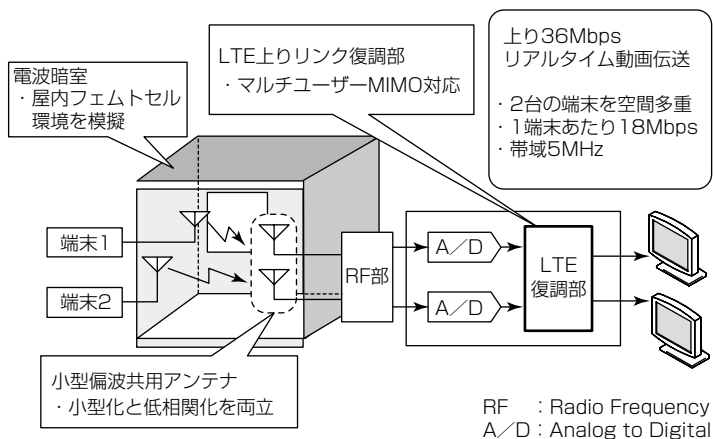 電波暗室
・屋内フェムトセル
環境を模擬
LTE上りリンク復調部
・マルチユーザーMIMO対応
上り36Mbps
リアルタイム動画伝送
・2台の端末を空間多重
・1端末あたり18Mbps
・帯域5MHz
端末1
端末2
RF部
A/D
A/D
LTE
復調部
小型偏波共用アンテナ
・小型化と低相関化を両立
RF : Radio Frequency
A/D : Analog to Digital